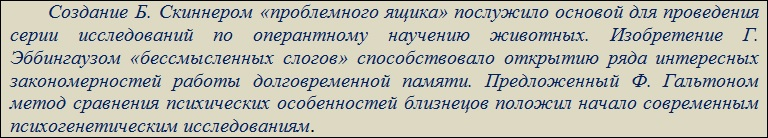 Создание Б. Скиннером «проблемного ящика» послужило основой для проведения
серии исследований по оперантному научению животных. Изобретение Г.
Эббингаузом «бессмысленных слогов» способствовало открытию ряда интересных
закономерностей работы долговременной памяти. Предложенный Ф. Гальтоном
метод сравнения психических особенностей близнецов положил начало современным
психогенетическим исследованиям.